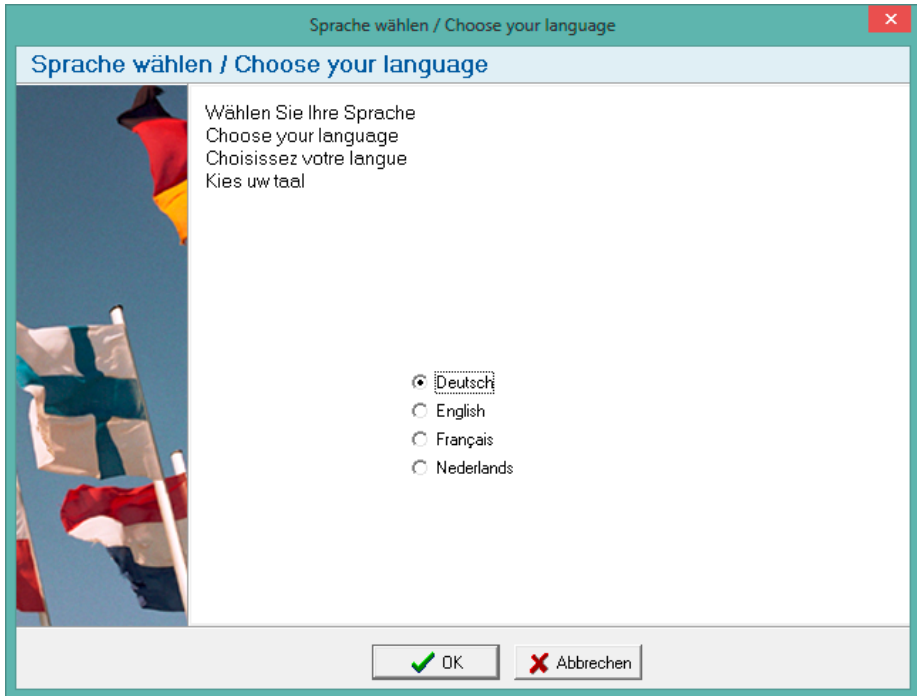 Sprache wählen / Choose your language
Sprache wählen / Choose your language
Wählen Sie Ihre Sprache
Choose your language
Choisissez votre langue
Kies uw taal
Deutsch
English
Français
Nederlands
OK
Abbrechen